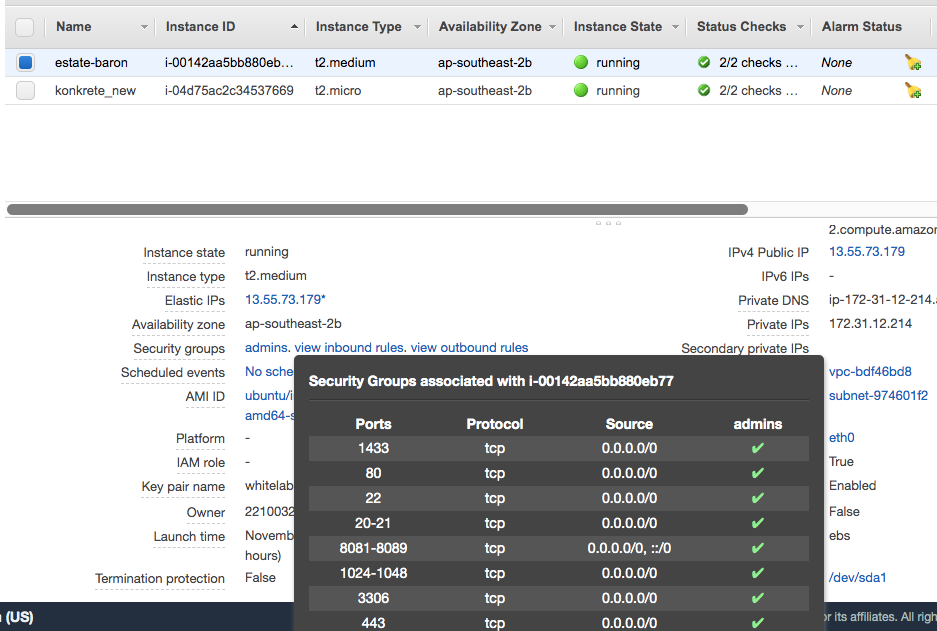 Name Instance ID Instance Type Availability Zone Instance State Status Checks Alarm Status
estate-baron i-00142aa5bb880eb... t2.medium ap-southeast-2b running 2/2 checks ... None
konkrete_new i-04d75ac2c34537669 t2.micro ap-southeast-2b running 2/2 checks ... None
2.compute.amazon
Instance state running IPv4 Public IP 13.55.73.179
Instance type t2.medium IPv6 IPs -
Elastic IPs 13.55.73.179* Private DNS ip-172-31-12-214.
Availability zone ap-southeast-2b Private IPs 172.31.12.214
Security groups admins. view inbound rules. view outbound rules Secondary private IPs
Scheduled events No sche vpc-bdf46bd8
AMI ID ubuntu/i subnet-974601f2
amd64-s
Platform - eth0
IAM role - True
Key pair name whitelab Enabled
Owner 2210032 False
Launch time Novemb ebs
hours)
Termination protection False /dev/sda1
Security Groups associated with i-00142aa5bb880eb77
Ports Protocol Source admins
1433 tcp 0.0.0.0/0 ✔
80 tcp 0.0.0.0/0 ✔
22 tcp 0.0.0.0/0 ✔
20-21 tcp 0.0.0.0/0 ✔
8081-8089 tcp 0.0.0.0/0, ::/0 ✔
1024-1048 tcp 0.0.0.0/0 ✔
3306 tcp 0.0.0.0/0 ✔
443 tcp 0.0.0.0/0 ✔
(US) or its affiliates. All righ